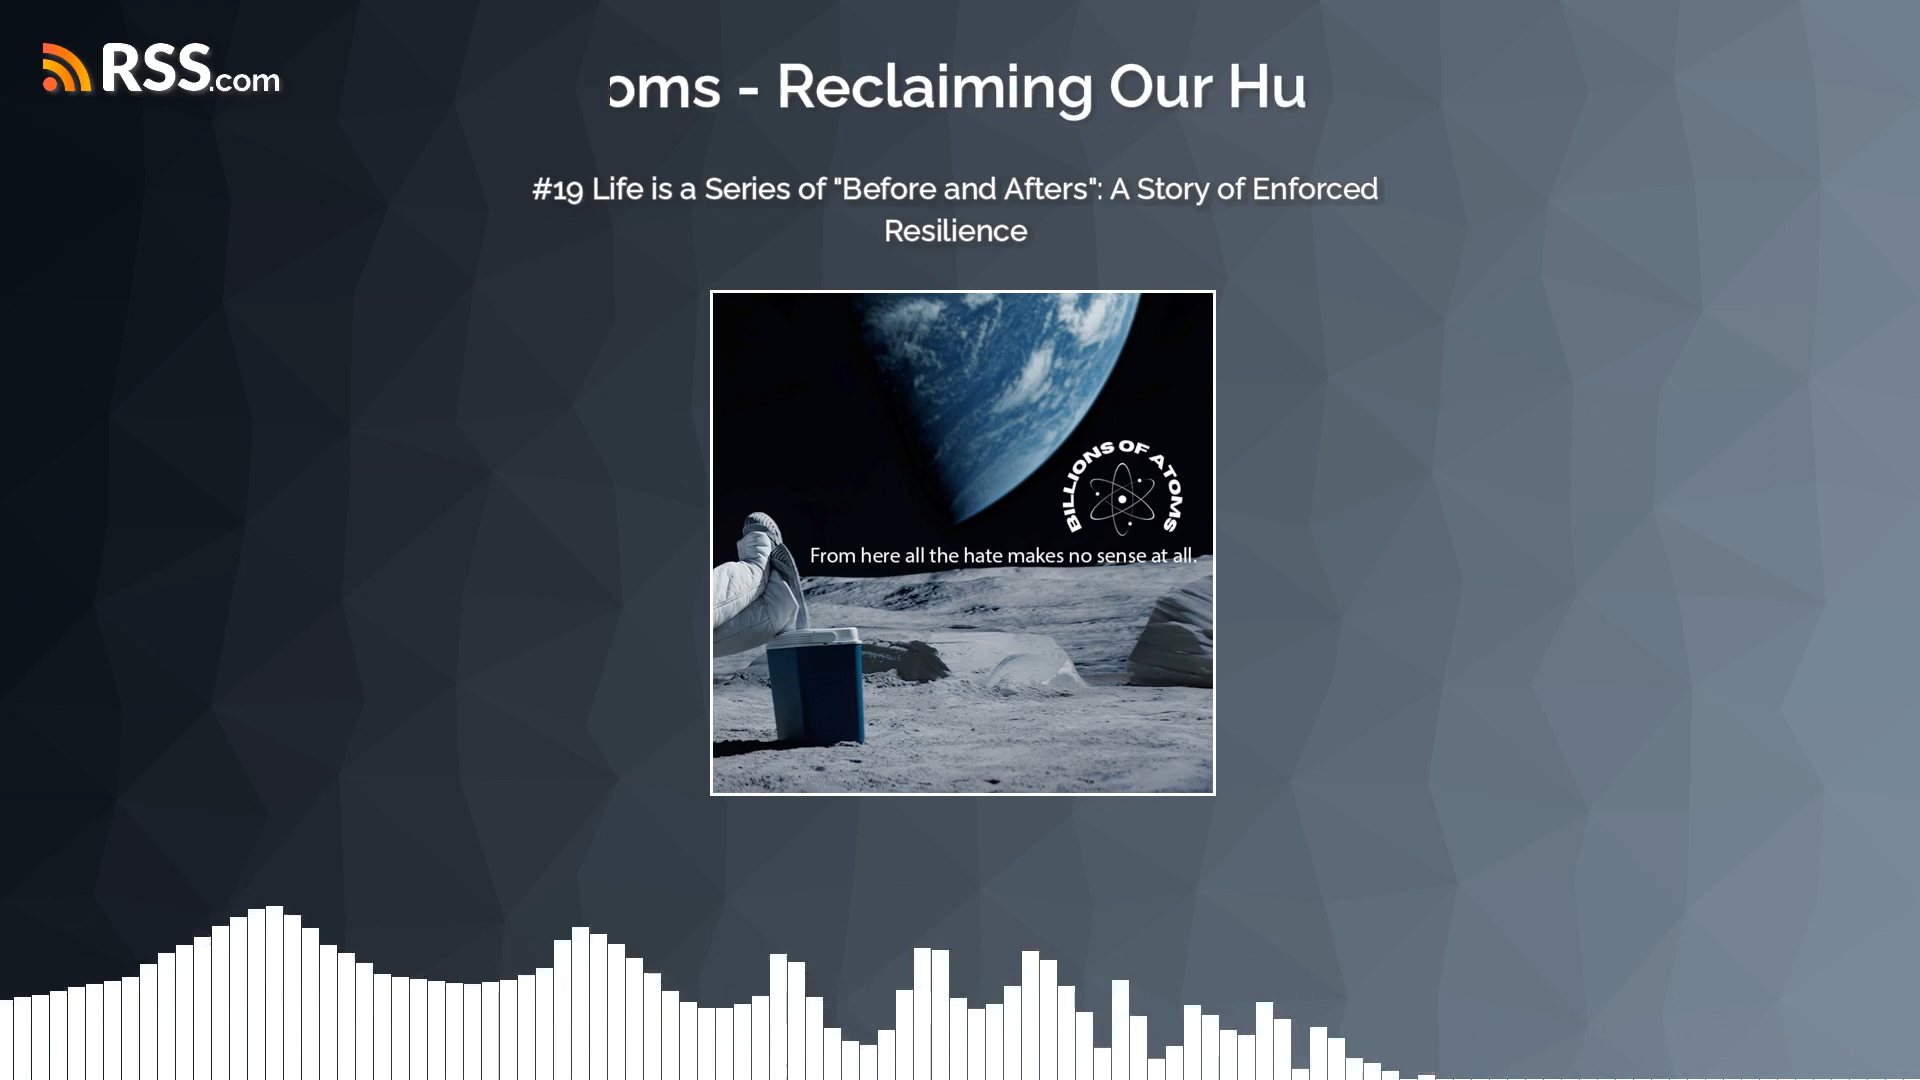 RSS.com
oms - Reclaiming Our Hu
#19 Life is a Series of "Before and Afters": A Story of Enforced
Resilience
BILLIONS OF ATOMS
From here all the hate makes no sense at all.